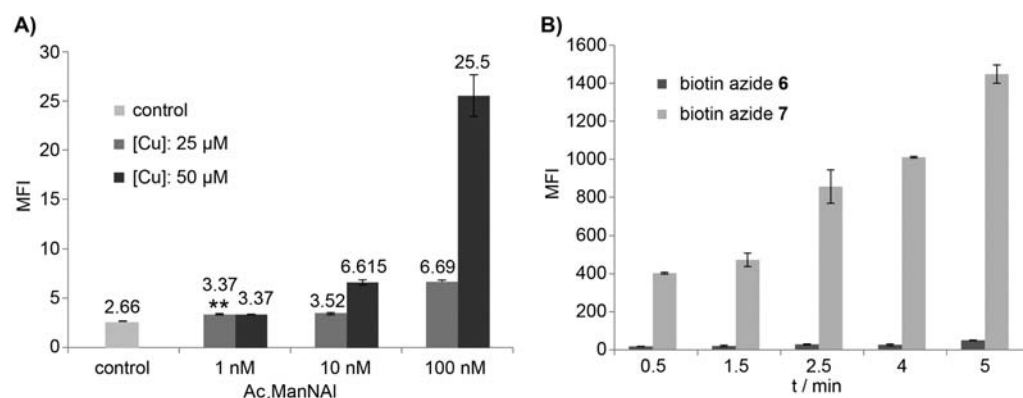 A)
30
25
20
15
10
5
0
MFI
control
[Cu]: 25 µM
[Cu]: 50 µM
2.66
3.37
**
3.37
3.52
6.615
6.69
25.5
control 1 nM 10 nM 100 nM
Ac4ManNAl
B)
1600
1400
1200
1000
800
600
400
200
0
MFI
biotin azide 6
biotin azide 7
0.5 1.5 2.5 4 5
t / min